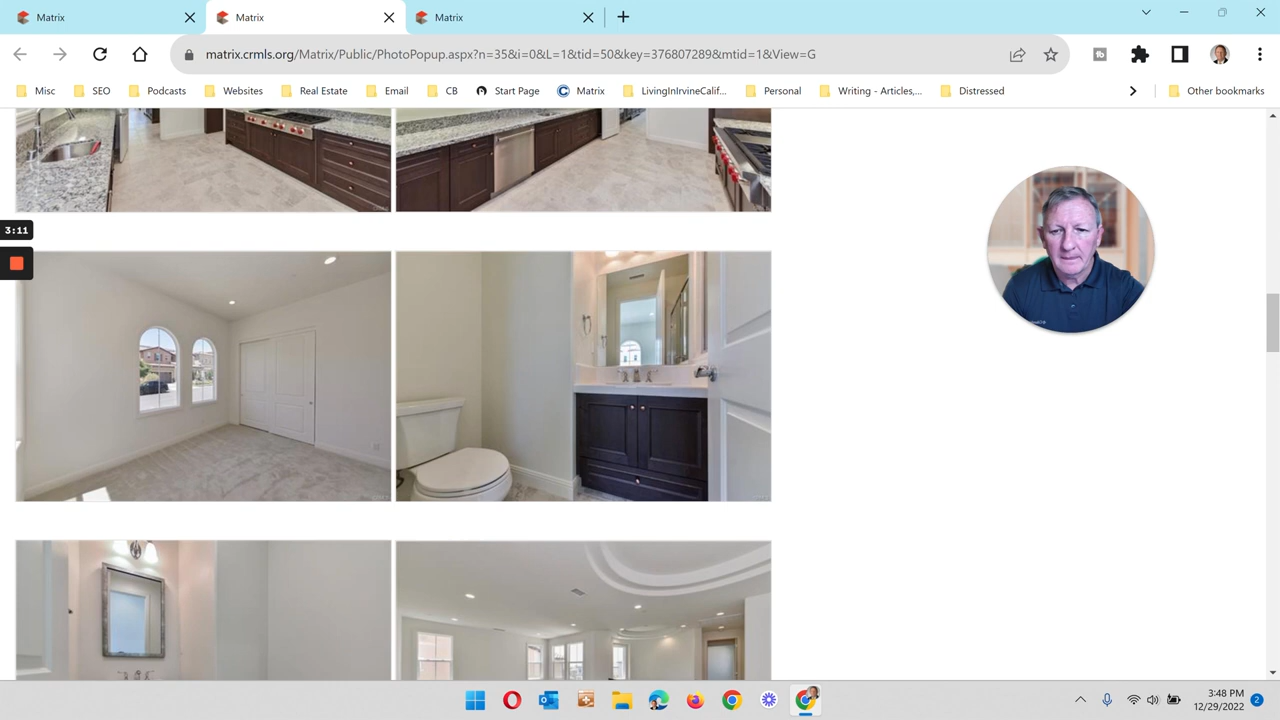 Matrix
Matrix
Matrix
matrix.crmls.org/Matrix/Public/PhotoPopup.aspx?n=35&i=0&L=1&tid=50&key=376807289&mtid=1&View=G
Misc
SEO
Podcasts
Websites
Real Estate
Email
CB
Start Page
Matrix
LivingInIrvineCalif...
Personal
Writing - Articles,...
Distressed
Other bookmarks
3:11
3:48 PM
12/29/2022
2